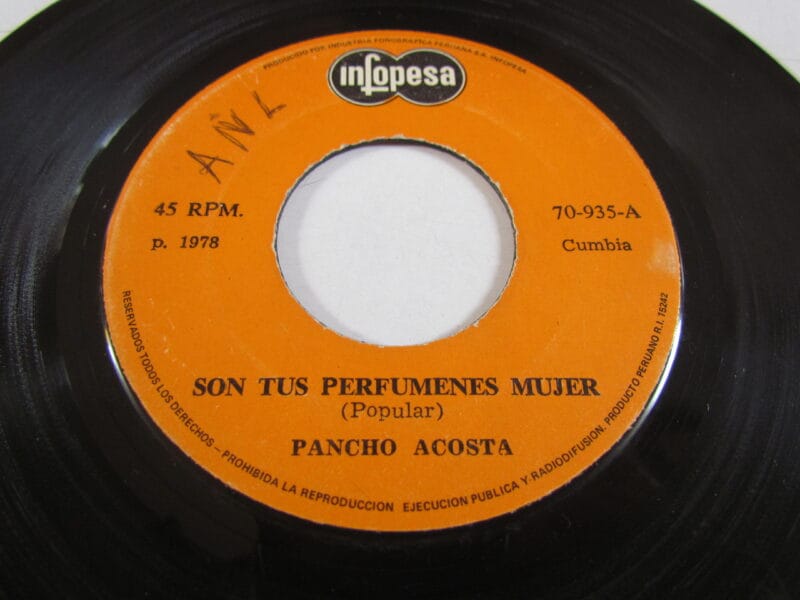 PRODUCIDO POR: INDUSTRIA FONOGRAFICA PERUANA S.A. INFOPESA
infopesa
AÑL
45 RPM.
70-935-A
p. 1978
Cumbia
SON TUS PERFUMENES MUJER
(Popular)
PANCHO ACOSTA
RESERVADOS TODOS LOS DERECHOS - PROHIBIDA LA REPRODUCCION EJECUCION PUBLICA Y RADIODIFUSION. PRODUCTO PERUANO R.I. 15242